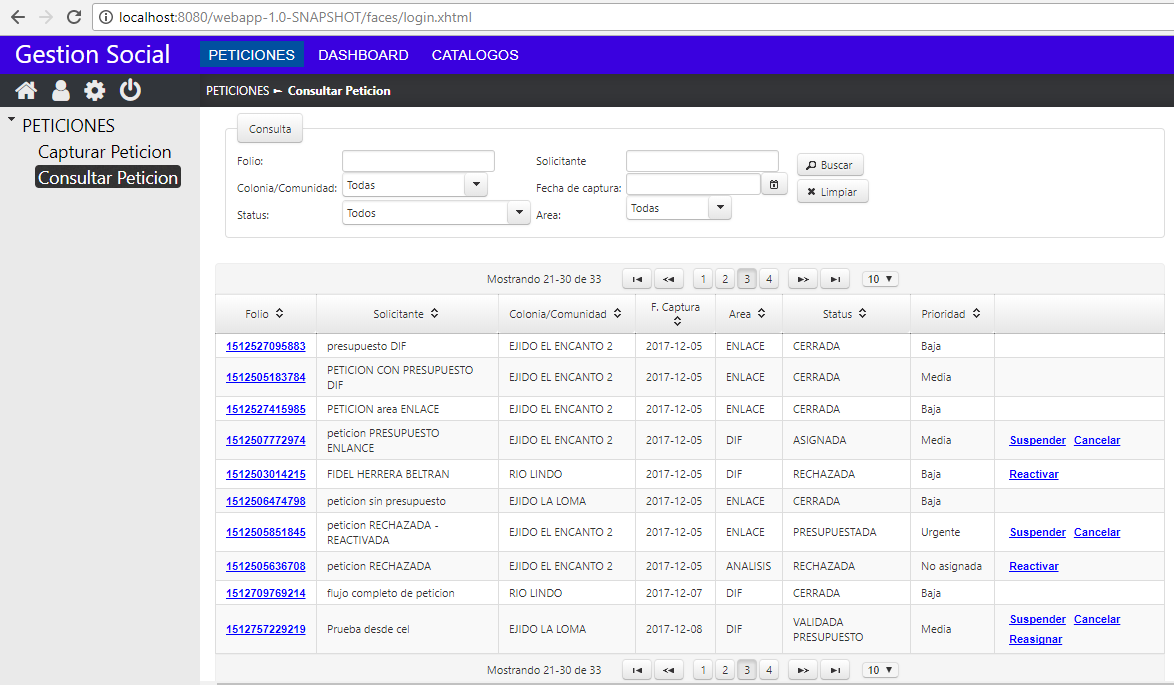 localhost:8080/webapp-1.0-SNAPSHOT/faces/login.xhtml
Gestion Social PETICIONES DASHBOARD CATALOGOS
PETICIONES ► Consultar Peticion
PETICIONES
Capturar Peticion
Consultar Peticion
Consulta
Folio: Solicitante Buscar
Colonia/Comunidad: Todas Fecha de captura: Limpiar
Status: Todos Area: Todas
Mostrando 21-30 de 33 1 2 3 4 10
Folio Solicitante Colonia/Comunidad F. Captura Area Status Prioridad
1512527095883 presupuesto DIF EJIDO EL ENCANTO 2 2017-12-05 ENLACE CERRADA Baja
1512505183784 PETICION CON PRESUPUESTO DIF EJIDO EL ENCANTO 2 2017-12-05 ENLACE CERRADA Media
1512527415985 PETICION area ENLACE EJIDO EL ENCANTO 2 2017-12-05 ENLACE CERRADA Baja
1512507772974 peticion PRESUPUESTO ENLANCE EJIDO EL ENCANTO 2 2017-12-05 DIF ASIGNADA Media Suspender Cancelar
1512503014215 FIDEL HERRERA BELTRAN RIO LINDO 2017-12-05 DIF RECHAZADA Baja Reactivar
1512506474798 peticion sin presupuesto EJIDO LA LOMA 2017-12-05 ENLACE CERRADA Baja
1512505851845 peticion RECHAZADA - REACTIVADA EJIDO EL ENCANTO 2 2017-12-05 ENLACE PRESUPUESTADA Urgente Suspender Cancelar
1512505636708 peticion RECHAZADA EJIDO EL ENCANTO 2 2017-12-05 ANALISIS RECHAZADA No asignada Reactivar
1512709769214 flujo completo de peticion RIO LINDO 2017-12-07 DIF CERRADA Baja
1512757229219 Prueba desde cel EJIDO LA LOMA 2017-12-08 DIF VALIDADA PRESUPUESTO Media Suspender Cancelar Reasignar
Mostrando 21-30 de 33 1 2 3 4 10